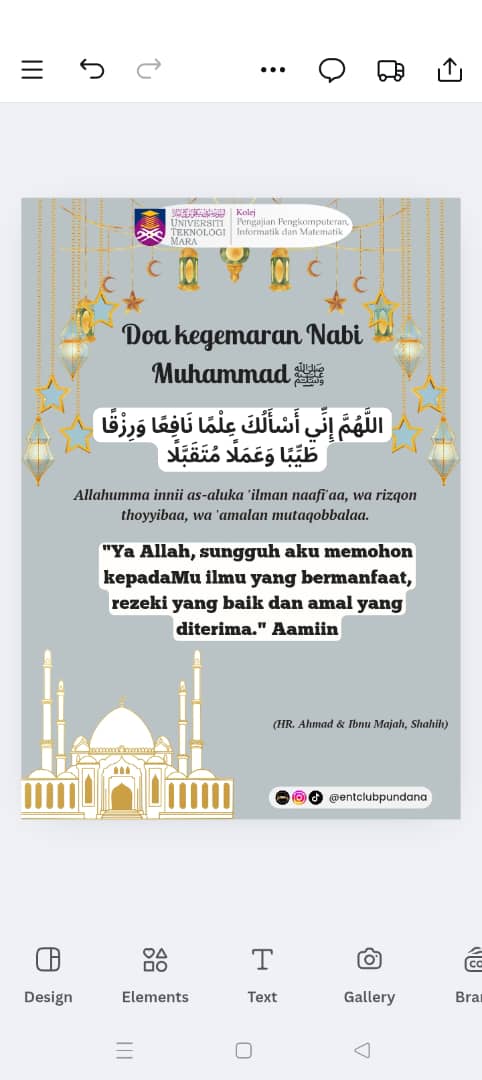 UNIVERSITI
TEKNOLOGI
MARA
Kolej
Pengajian Pengkomputeran,
Informatik dan Matematik
Doa kegemaran Nabi
Muhammad ﷺ
اللَّهُمَّ إِنِّي أَسْأَلُكَ عِلْمًا نَافِعًا وَرِزْقًا
طَيِّبًا وَعَمَلًا مُتَقَبَّلًا
Allahumma innii as-aluka 'ilman naafi'aa, wa rizqon
thoyyibaa, wa 'amalan mutaqobbalaa.
"Ya Allah, sungguh aku memohon
kepadaMu ilmu yang bermanfaat,
rezeki yang baik dan amal yang
diterima." Aamiin
(HR. Ahmad & Ibnu Majah, Shahih)
@entclubpundana
Design
Elements
Text
Gallery
Bra